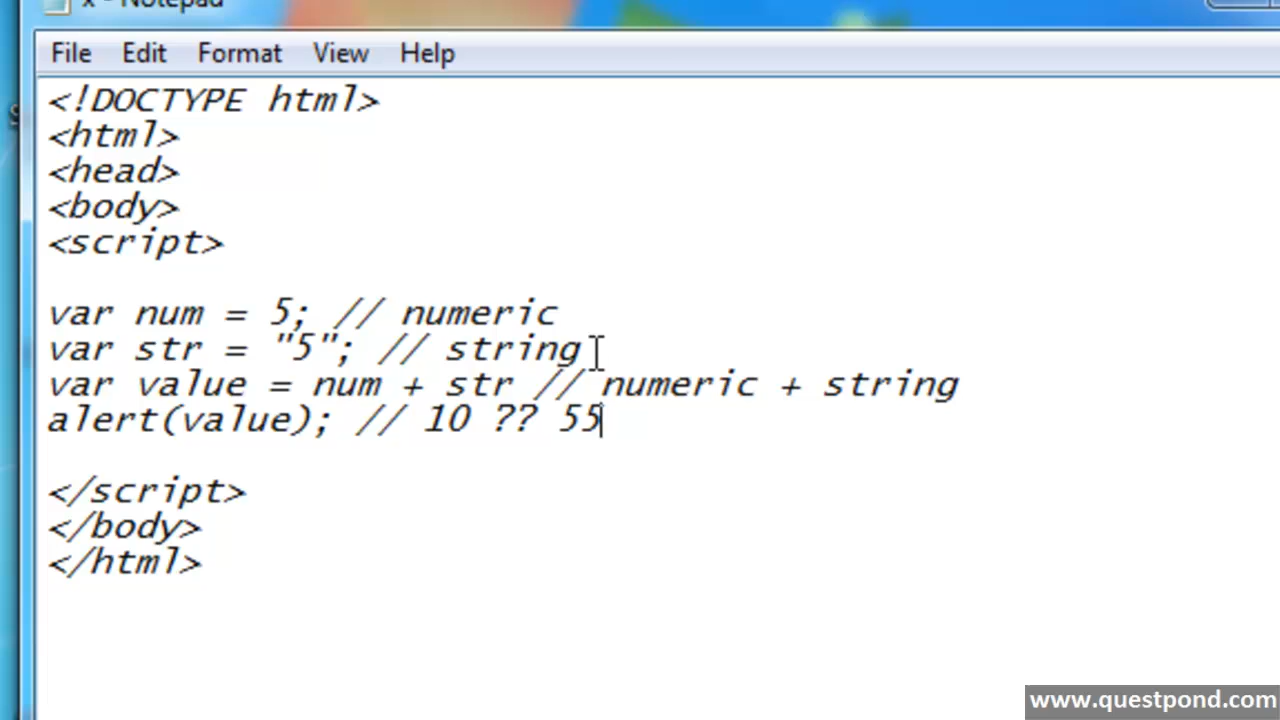 x - Notepad
File Edit Format View Help
<!DOCTYPE html>
<html>
<head>
<body>
<script>
var num = 5; // numeric
var str = "5"; // string
var value = num + str // numeric + string
alert(value); // 10 ?? 55
</script>
</body>
</html>
www.questpond.com